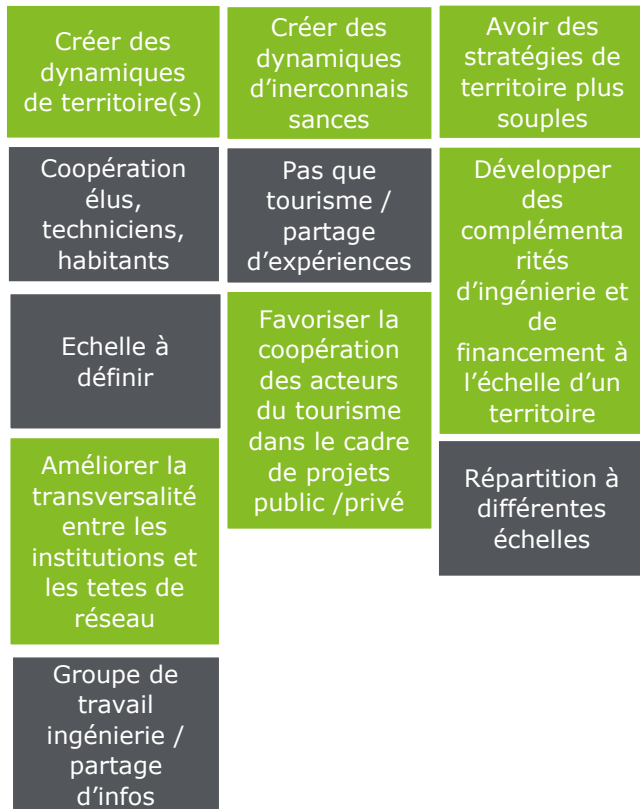 Créer des
dynamiques
de territoire(s)
Coopération
élus,
techniciens,
habitants
Echelle à
définir
Améliorer la
transversalité
entre les
institutions et
les tetes de
réseau
Groupe de
travail
ingénierie /
partage
d'infos
Créer des
dynamiques
d'inerconnais
sances
Pas que
tourisme /
partage
d'expériences
Favoriser la
coopération
des acteurs
du tourisme
dans le cadre
de projets
public /privé
Avoir des
stratégies de
territoire plus
souples
Développer
des
complémenta
rités
d'ingénierie et
de
financement à
l'échelle d'un
territoire
Répartition à
différentes
échelles